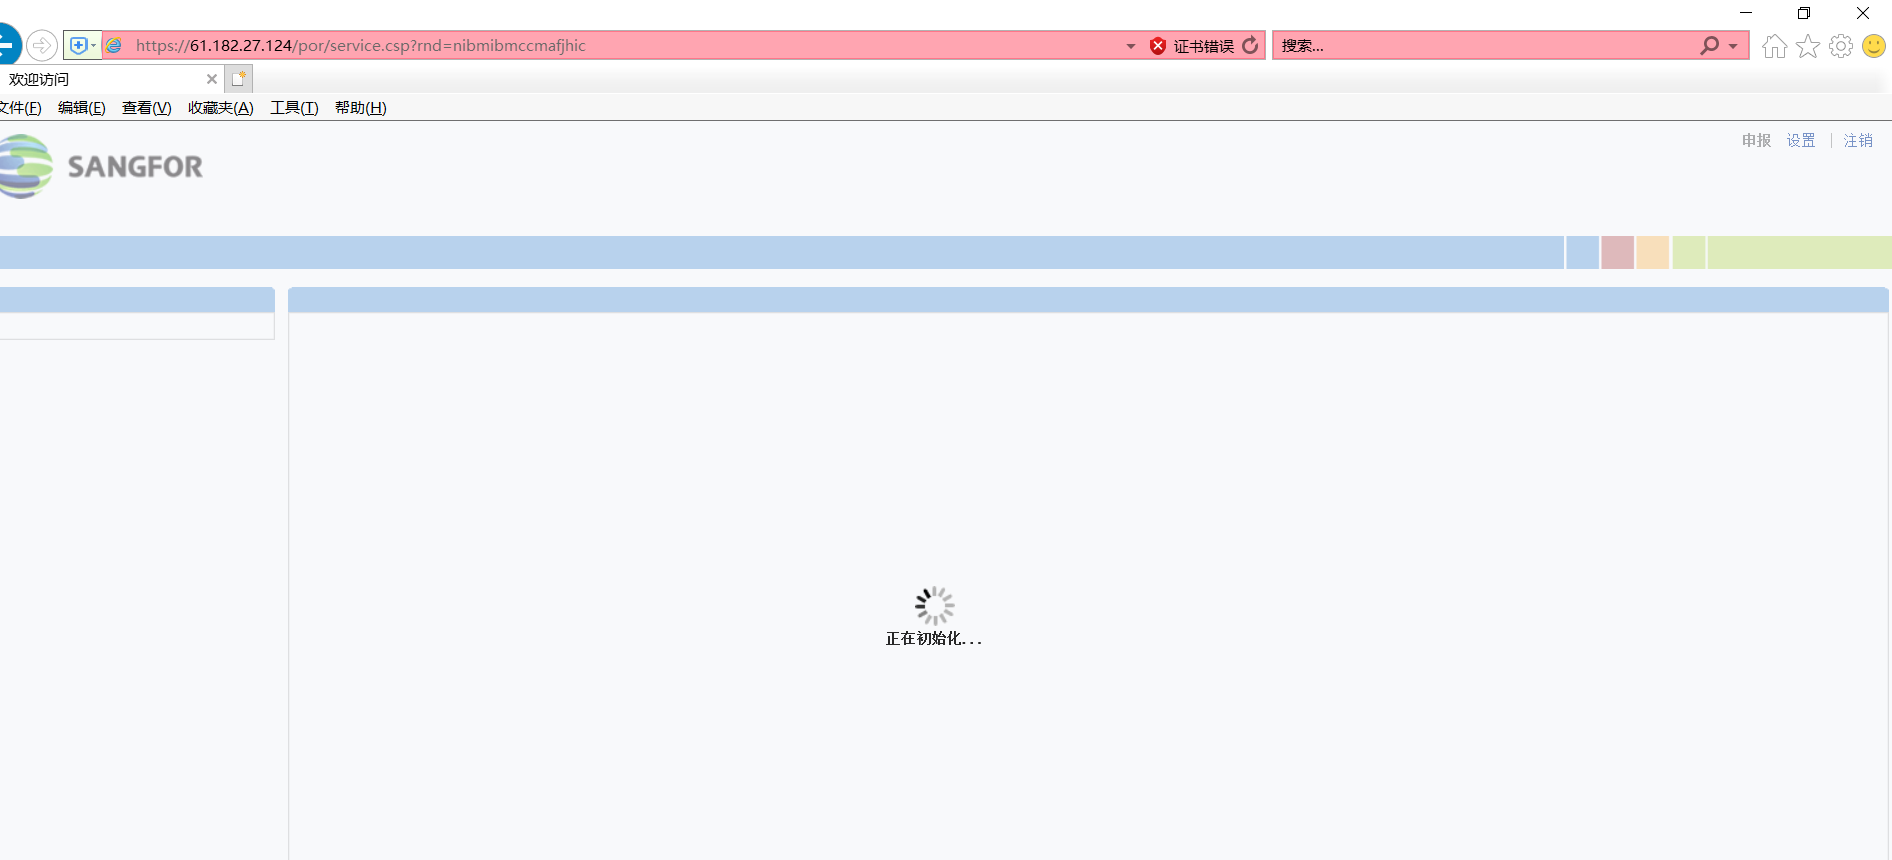 https://61.182.27.124/por/service.csp?rnd=nibmibmccmafjhic 证书错误 搜索...
欢迎访问
文件(F) 编辑(E) 查看(V) 收藏夹(A) 工具(T) 帮助(H)
申报 设置 | 注销
SANGFOR
正在初始化...